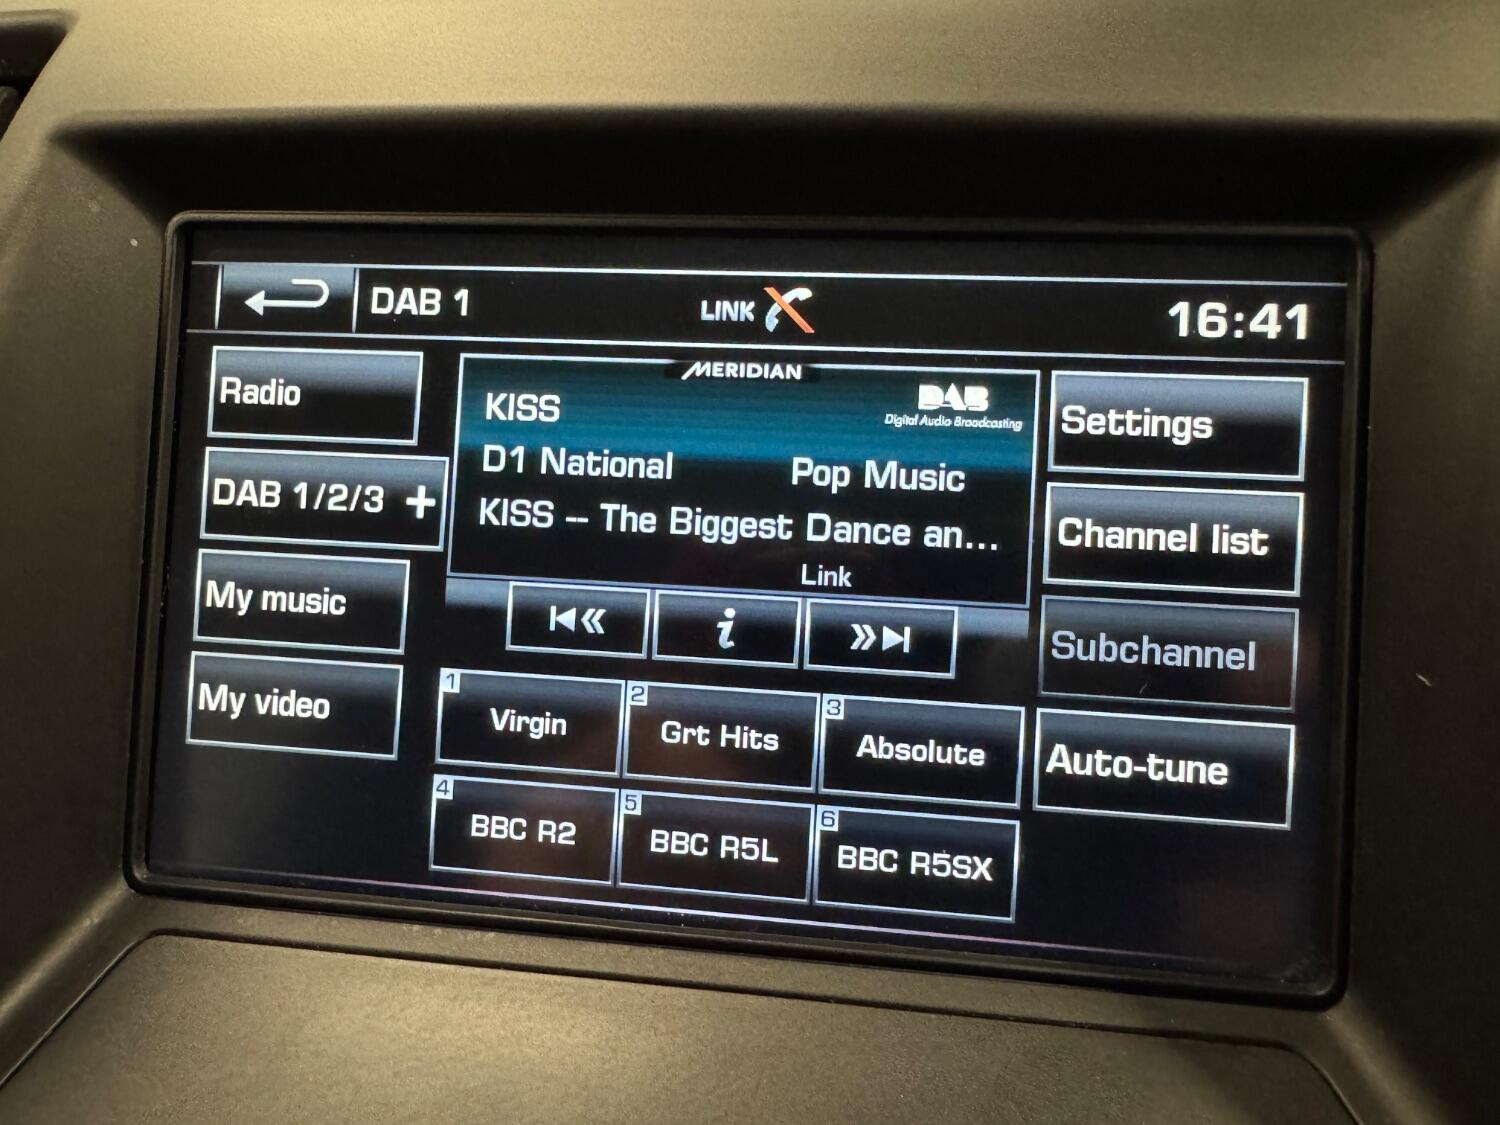 DAB 1
LINK
16:41
Radio
DAB 1/2/3 +
My music
My video
MERIDIAN
KISS
DAB
Digital Audio Broadcasting
D1 National Pop Music
KISS -- The Biggest Dance an...
Link
i
1 Virgin
2 Grt Hits
3 Absolute
4 BBC R2
5 BBC R5L
6 BBC R5SX
Settings
Channel list
Subchannel
Auto-tune